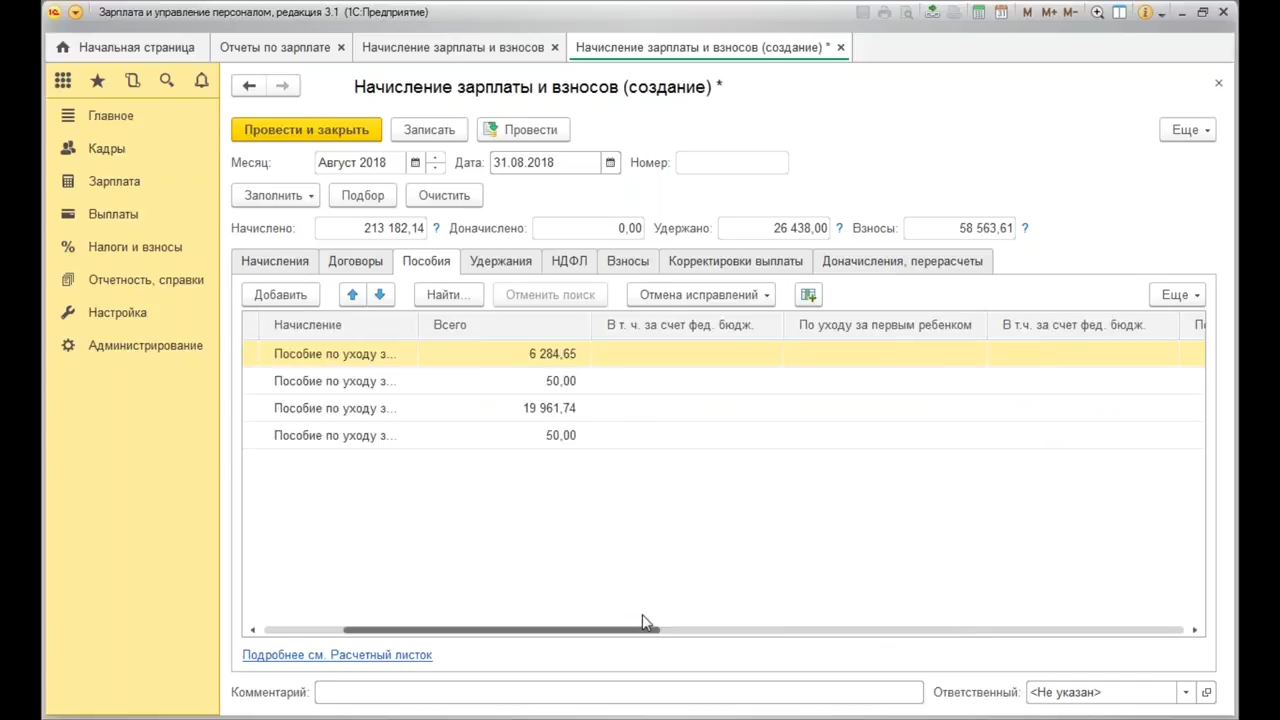 Зарплата и управление персоналом, редакция 3.1 (1С:Предприятие)
M M+ M-
Начальная страница
Отчеты по зарплате ×
Начисление зарплаты и взносов ×
Начисление зарплаты и взносов (создание) * ×
Главное
Кадры
Зарплата
Выплаты
Налоги и взносы
Отчетность, справки
Настройка
Администрирование
Начисление зарплаты и взносов (создание) *
Провести и закрыть Записать Провести Еще
Месяц: Август 2018 Дата: 31.08.2018 Номер:
Заполнить Подбор Очистить
Начислено: 213 182,14 ? Доначислено: 0,00 Удержано: 26 438,00 ? Взносы: 58 563,61 ?
Начисления Договоры Пособия Удержания НДФЛ Взносы Корректировки выплаты Доначисления, перерасчеты
Добавить Найти... Отменить поиск Отмена исправлений Еще
Начисление Всего В т. ч. за счет фед. бюдж. По уходу за первым ребенком В т.ч. за счет фед. бюдж. По
Пособие по уходу з... 6 284,65
Пособие по уходу з... 50,00
Пособие по уходу з... 19 961,74
Пособие по уходу з... 50,00
Подробнее см. Расчетный листок
Комментарий: Ответственный: <Не указан>